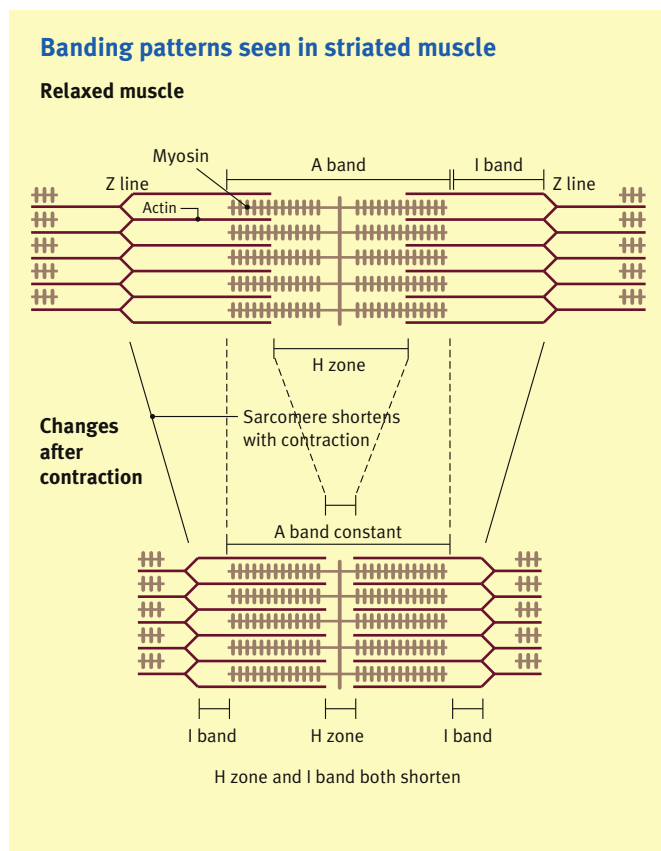 Banding patterns seen in striated muscle
Relaxed muscle
Myosin
A band
I band
Z line
Z line
Actin
H zone
Changes
after
contraction
Sarcomere shortens
with contraction
A band constant
I band
H zone
I band
H zone and I band both shorten